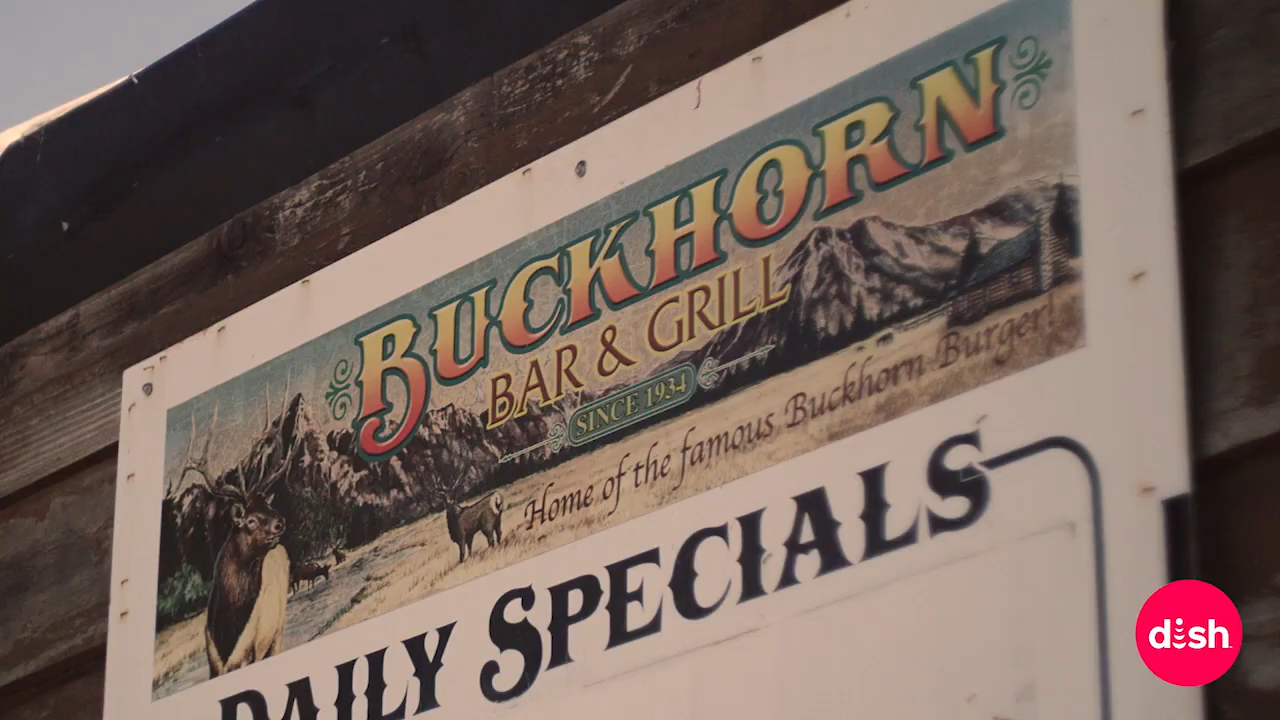 BUCKHORN
BAR & GRILL
SINCE 1934
Home of the famous Buckhorn Burger!
DAILY SPECIALS
dish